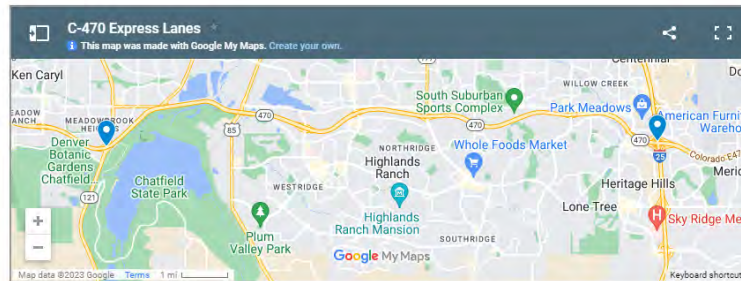 C-470 Express Lanes
This map was made with Google My Maps. Create your own.
Centennial
Ken Caryl
WILLOW CREEK
South Suburban
Sports Complex
Park Meadows
American Furni
Wareho
MEADOWBROOK
HEIGHTS
EADOW
ANCH
470
85
470
470
25
Colorado E47
Denver
Botanic
Gardens
Chatfield
NORTHRIDGE
Whole Foods Market
Meric
Chatfield
State Park
Highlands
Ranch
WESTRIDGE
Heritage Hills
121
Highlands
Ranch Mansion
Lone Tree
Sky Ridge Me
Plum
Valley Park
SOUTHRIDGE
Google My Maps
Map data ©2023 Google Terms 1 mi
Keyboard shortcut